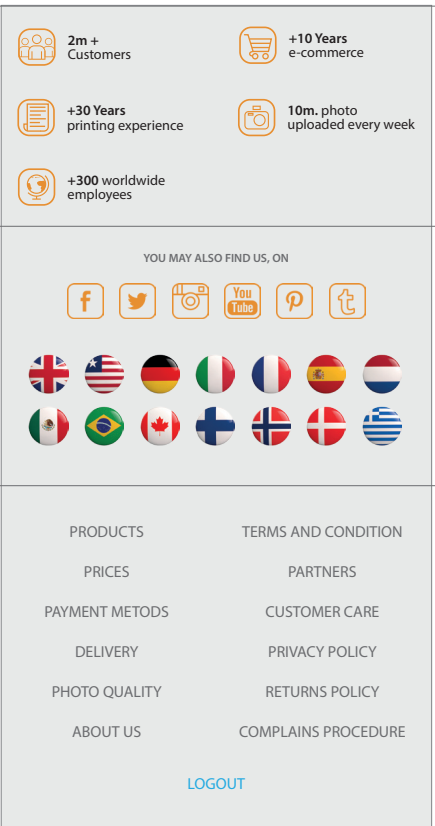 2m +
Customers
+10 Years
e-commerce
+30 Years
printing experience
10m. photo
uploaded every week
+300 worldwide
employees
YOU MAY ALSO FIND US, ON
f
You
Tube
p
t
PRODUCTS
TERMS AND CONDITION
PRICES
PARTNERS
PAYMENT METODS
CUSTOMER CARE
DELIVERY
PRIVACY POLICY
PHOTO QUALITY
RETURNS POLICY
ABOUT US
COMPLAINS PROCEDURE
LOGOUT